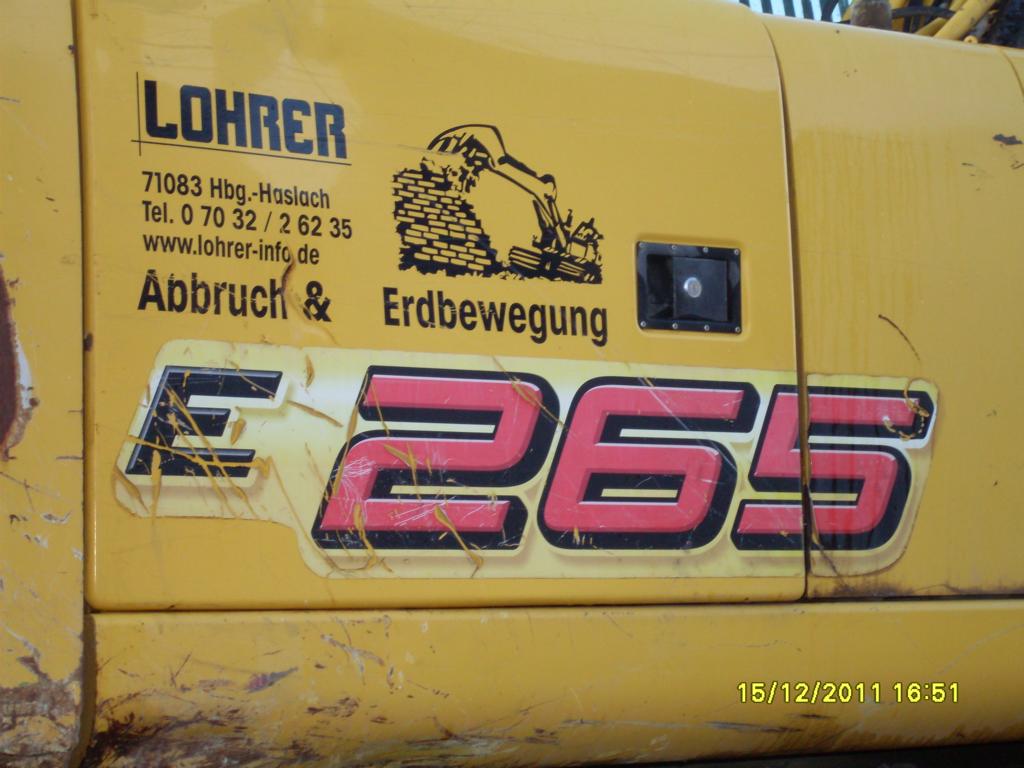 LOHRER
71083 Hbg.-Haslach
Tel. 0 70 32 / 2 62 35
www.lohrer-info.de
Abbruch & Erdbewegung
E 265
15/12/2011 16:51